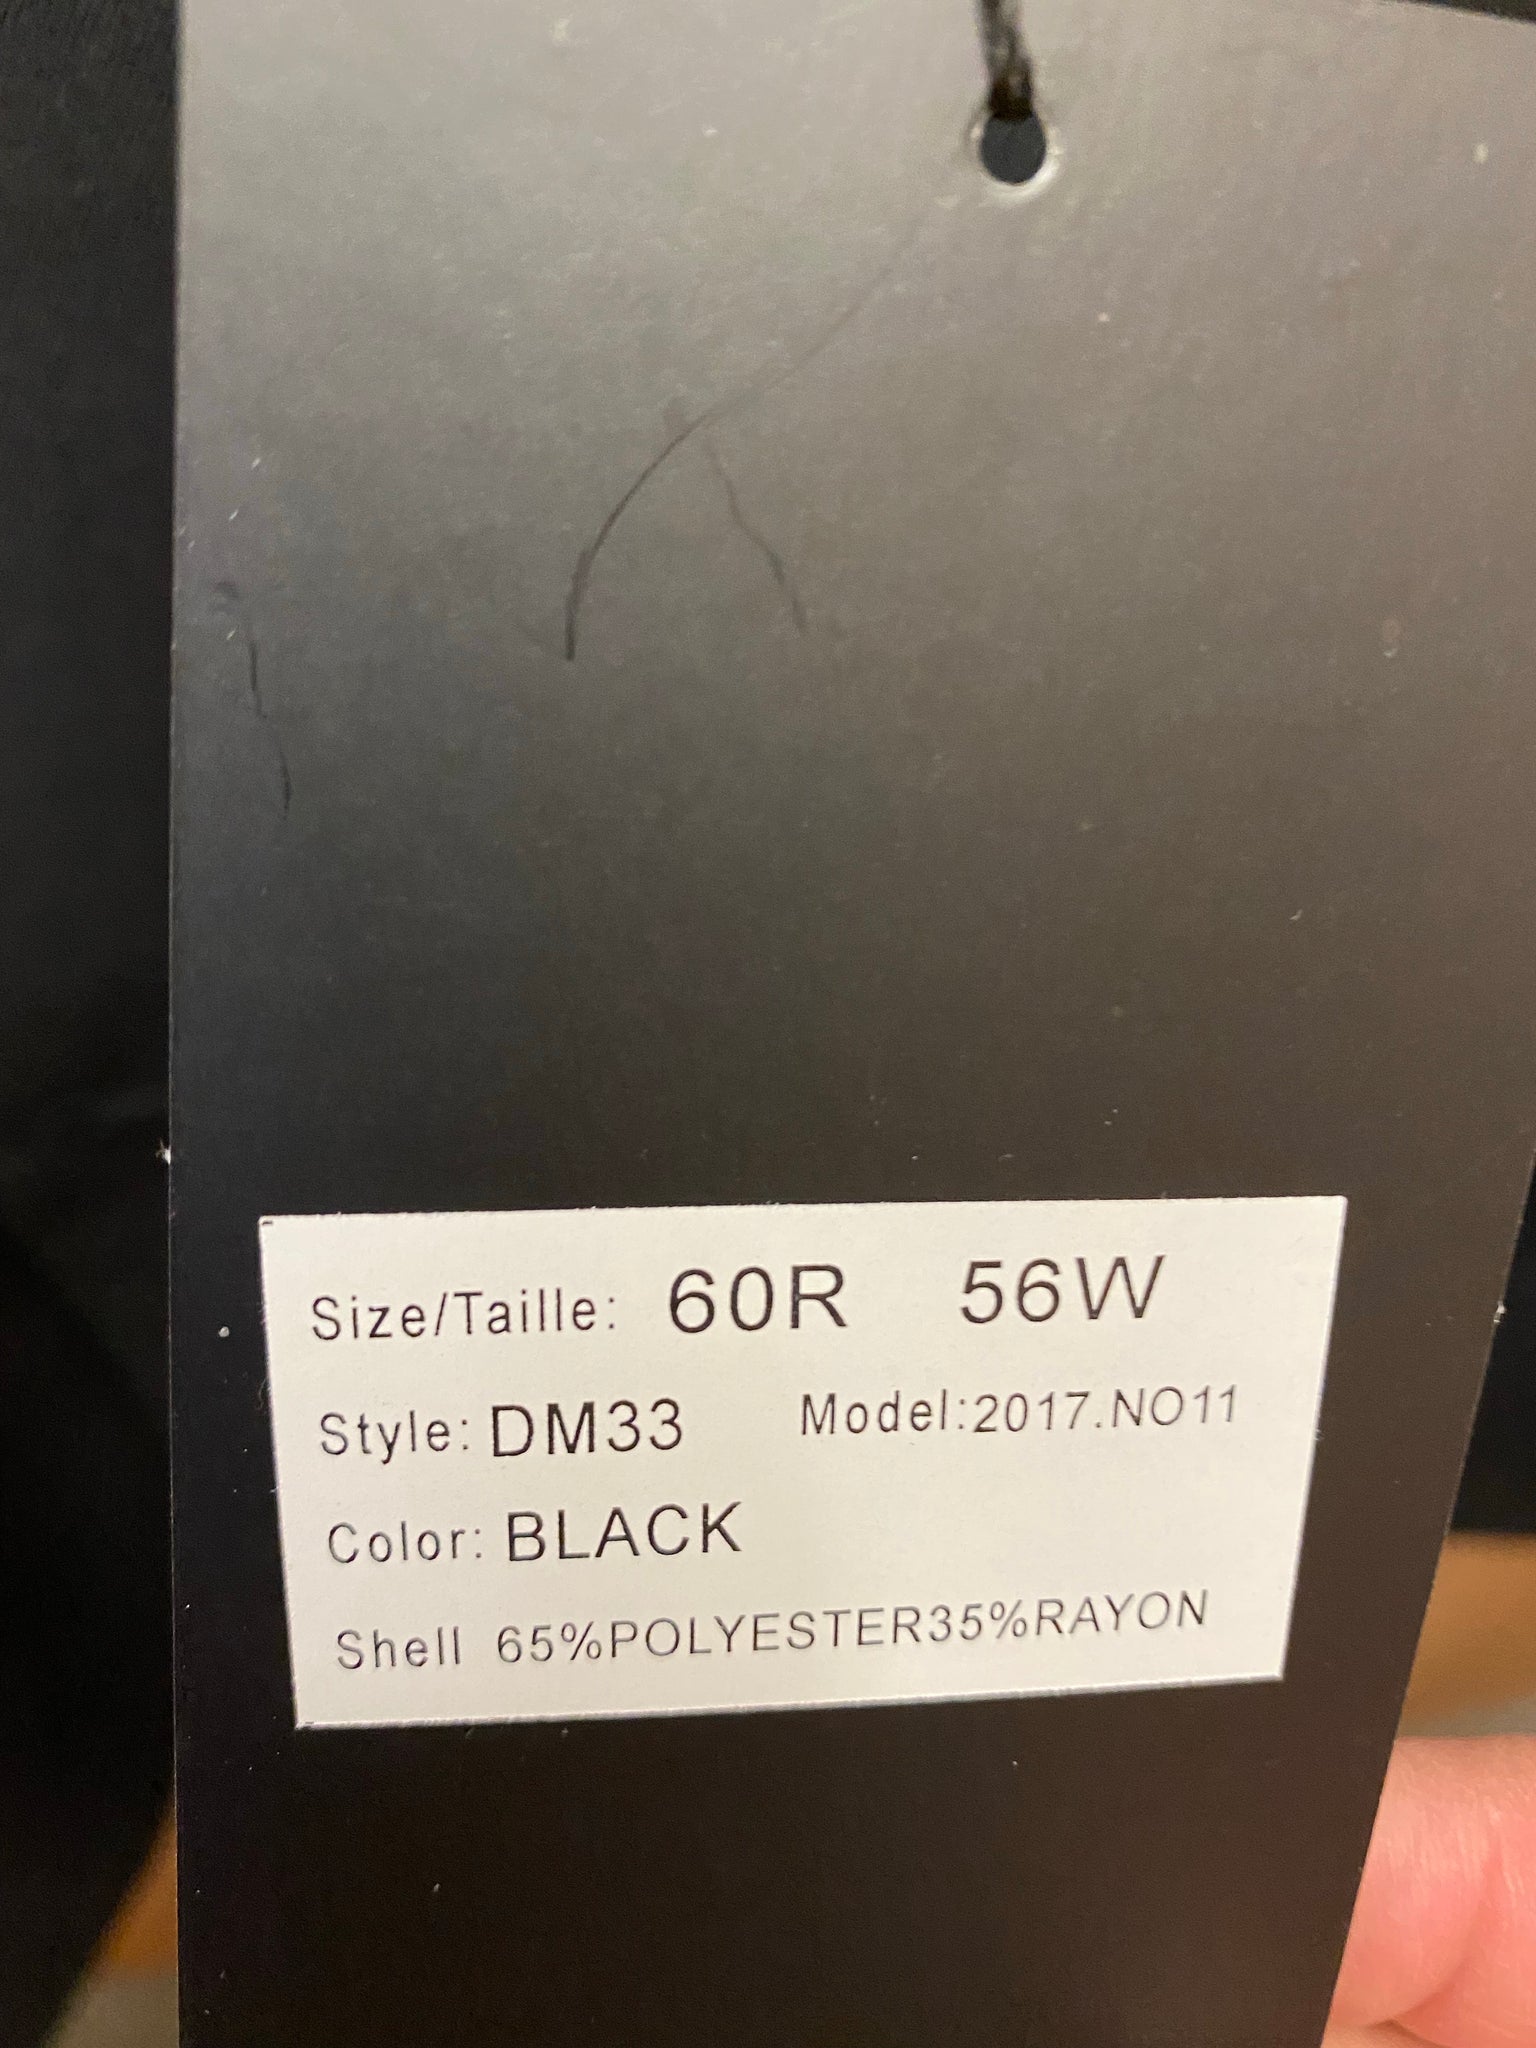 Size/Taille: 60R 56W
Style: DM33 Model:2017.NO11
Color: BLACK
Shell 65%POLYESTER35%RAYON